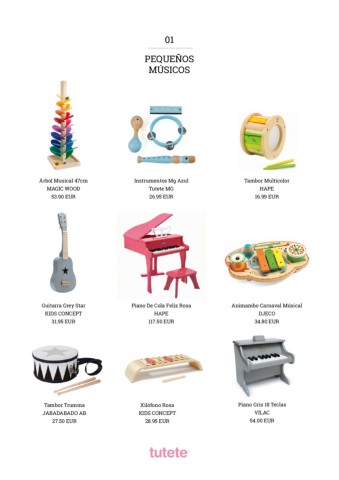 01
PEQUEÑOS
MÚSICOS
Árbol Musical 47cm
MAGIC WOOD
53.90 EUR
Instrumentos Mg Azul
Tutete MG
26.95 EUR
Tambor Multicolor
HAPE
16.99 EUR
Guitarra Grey Star
KIDS CONCEPT
31.95 EUR
Piano De Cola Feliz Rosa
HAPE
117.50 EUR
Animambo Carnaval Músical
DJECO
34.80 EUR
Tambor Trumma
JABADABADO AB
27.50 EUR
Xilófono Rosa
KIDS CONCEPT
28.95 EUR
Piano Gris 18 Teclas
VILAC
54.00 EUR
tutete